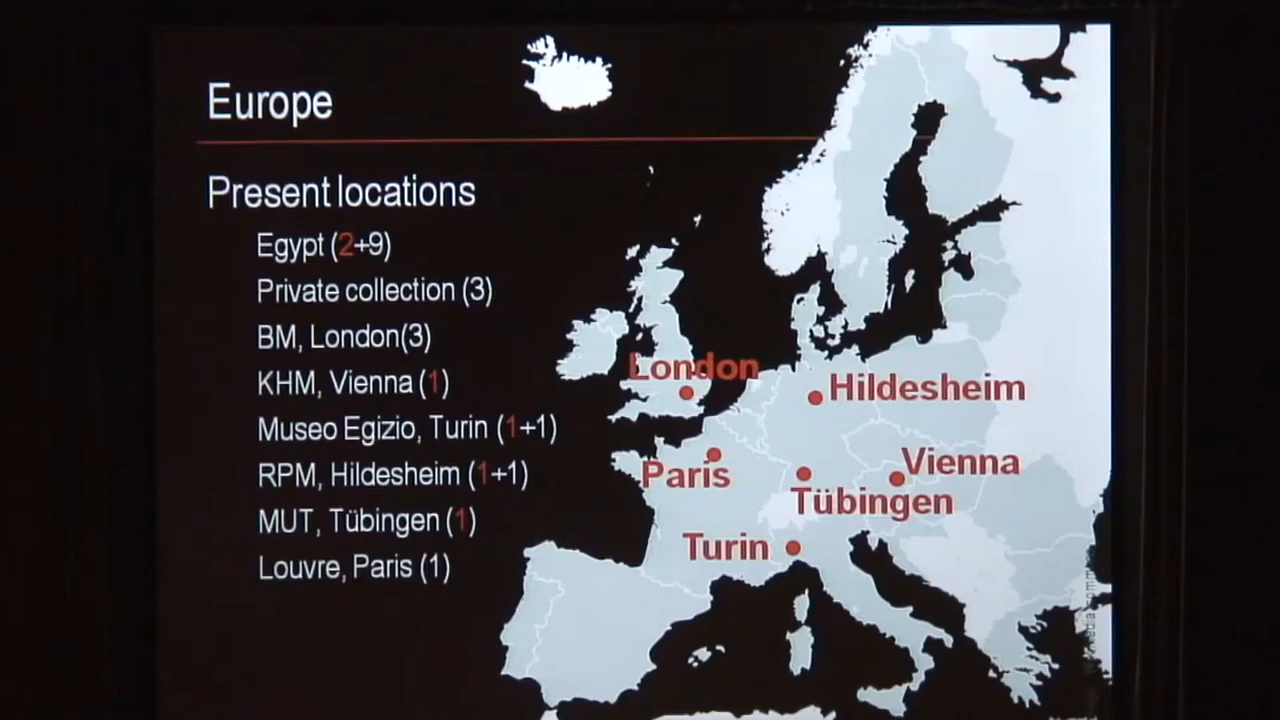 Europe
Present locations
Egypt (2+9)
Private collection (3)
BM, London(3)
KHM, Vienna (1)
Museo Egizio, Turin (1+1)
RPM, Hildesheim (1+1)
MUT, Tübingen (1)
Louvre, Paris (1)
London
Hildesheim
Paris
Vienna
Tübingen
Turin